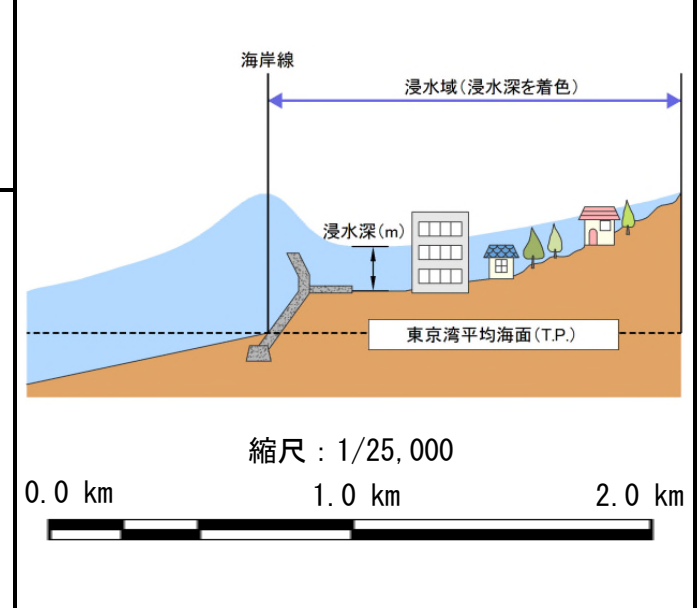 海岸線
浸水域(浸水深を着色)
浸水深(m)
東京湾平均海面(T.P.)
縮尺：1/25,000
0.0 km 1.0 km 2.0 km